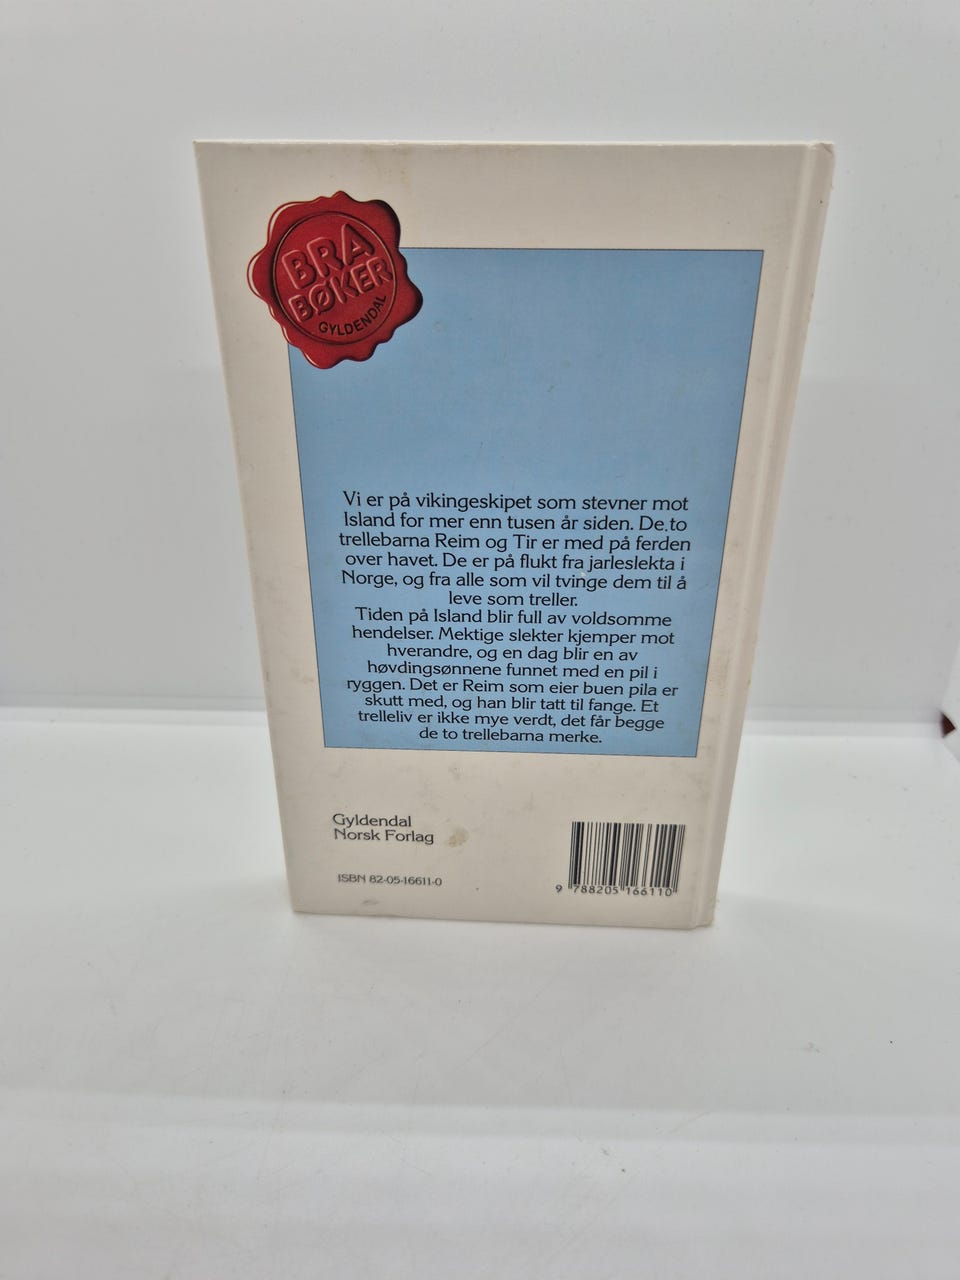 BRA
BØKER
GYLDENDAL
Vi er på vikingeskipet som stevner mot
Island for mer enn tusen år siden. De to
trellebarna Reim og Tir er med på ferden
over havet. De er på flukt fra jarleslekta i
Norge, og fra alle som vil tvinge dem til å
leve som treller.
Tiden på Island blir full av voldsomme
hendelser. Mektige slekter kjemper mot
hverandre, og en dag blir en av
høvdingsønnene funnet med en pil i
ryggen. Det er Reim som eier buen pila er
skutt med, og han blir tatt til fange. Et
trelleliv er ikke mye verdt, det får begge
de to trellebarna merke.
Gyldendal
Norsk Forlag
ISBN 82-05-16611-0
9 788205 166110